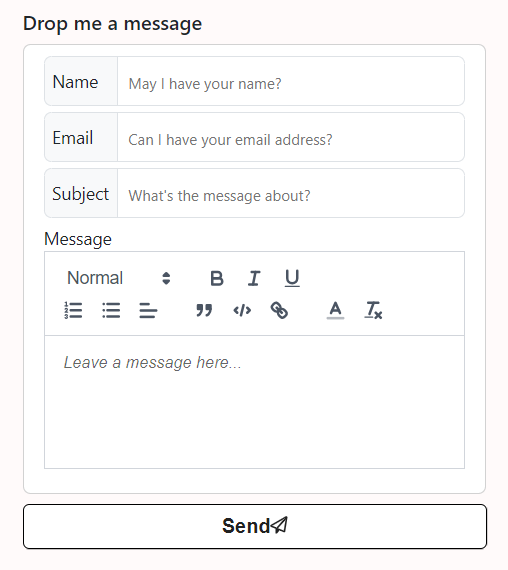 Drop me a message
Name May I have your name?
Email Can I have your email address?
Subject What's the message about?
Message
Normal B I U
A Tx
Leave a message here...
Send